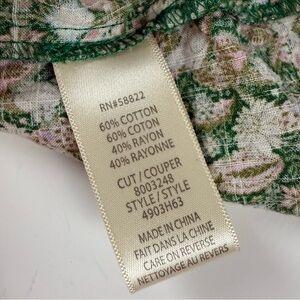 RN#58822
60% COTTON
60% COTON
40% RAYON
40% RAYONNE
CUT / COUPER
8003248
STYLE / STYLE
4903H63
MADE IN CHINA
FAIT DANS LA CHINE
CARE ON REVERSE
NETTOYAGE AU REVERS